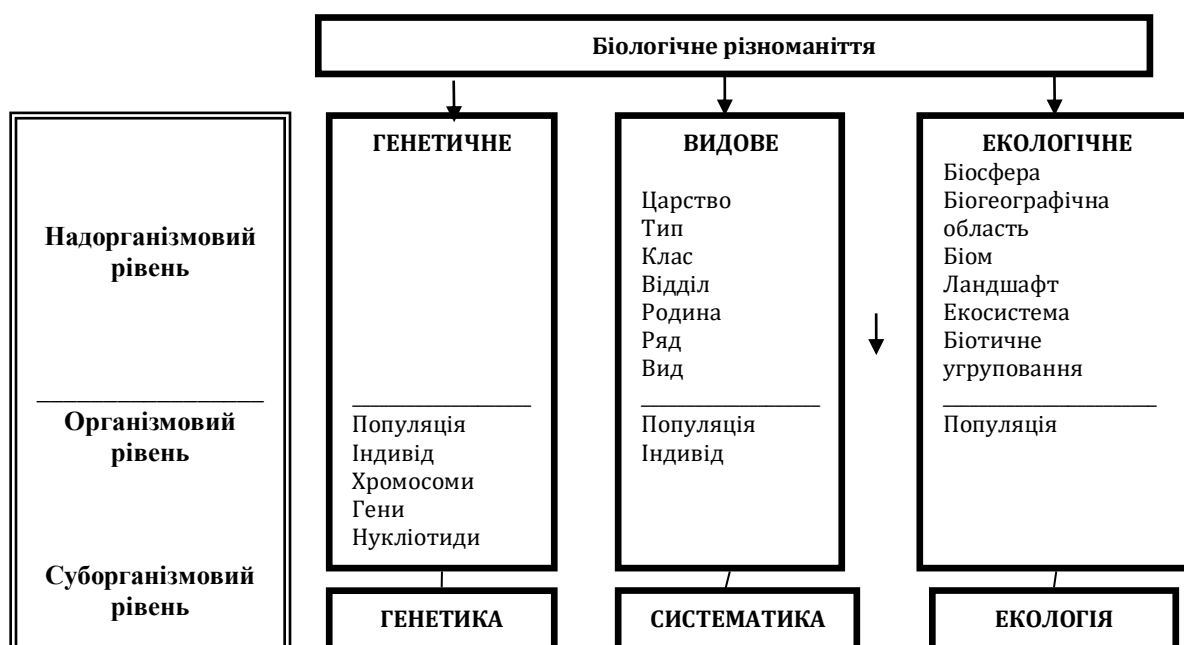 Біологічне різноманіття
Надорганізмовий
рівень
Організмовий
рівень
Суборганізмовий
рівень
ГЕНЕТИЧНЕ
Популяція
Індивід
Хромосоми
Гени
Нукліотиди
ГЕНЕТИКА
ВИДОВЕ
Царство
Тип
Клас
Відділ
Родина
Ряд
Вид
Популяція
Індивід
СИСТЕМАТИКА
ЕКОЛОГІЧНЕ
Біосфера
Біогеографічна
область
Біом
Ландшафт
Екосистема
Біотичне
угруповання
Популяція
ЕКОЛОГІЯ